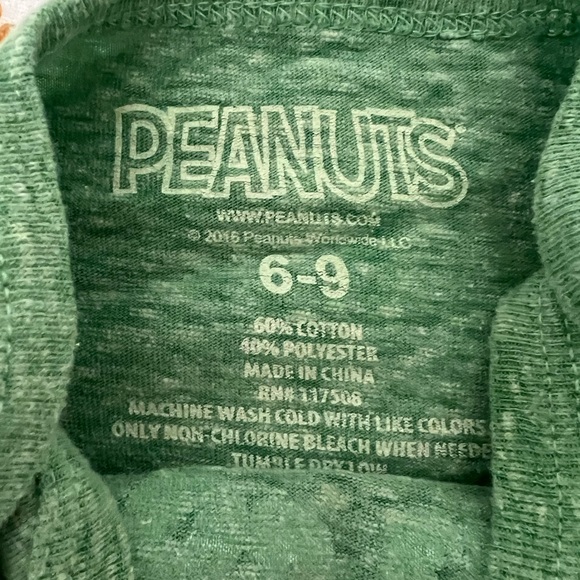 PEANUTS®
WWW.PEANUTS.COM
© 2016 Peanuts Worldwide LLC
6-9
60% COTTON
40% POLYESTER
MADE IN CHINA
RN# 117508
MACHINE WASH COLD WITH LIKE COLORS
ONLY NON-CHLORINE BLEACH WHEN NEED
TUMBLE DRY LOW